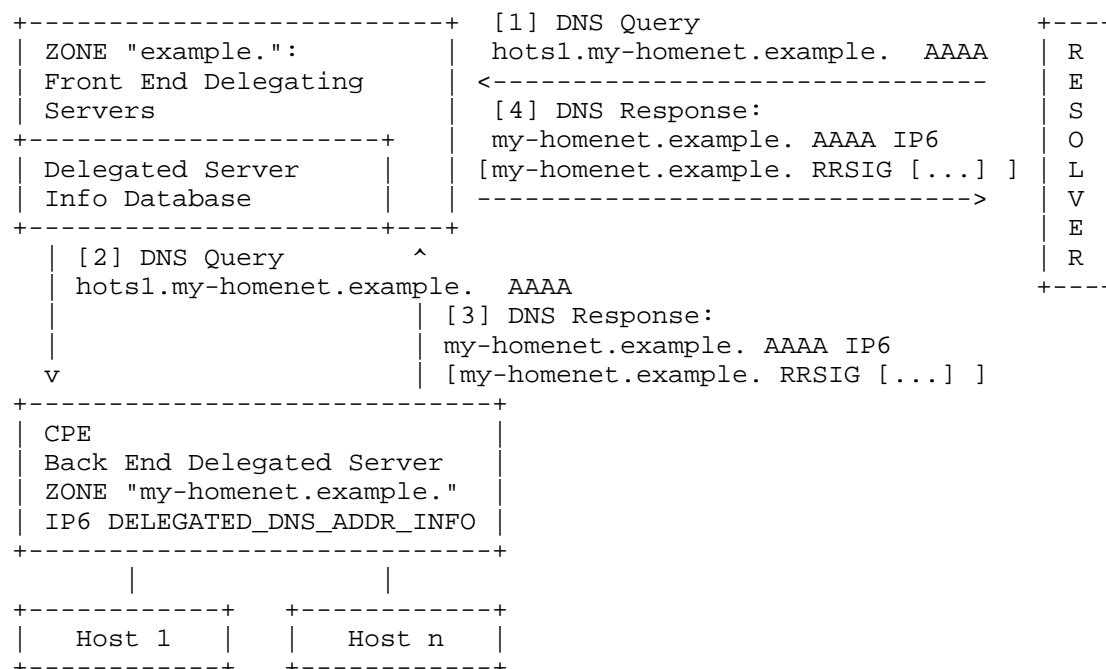 [1] DNS Query
ZONE "example.": hots1.my-homenet.example. AAAA R
Front End Delegating <------------------------------- E
Servers [4] DNS Response: S
my-homenet.example. AAAA IP6 O
Delegated Server [my-homenet.example. RRSIG [...] ] L
Info Database -------------------------------> V
E
[2] DNS Query ^ R
hots1.my-homenet.example. AAAA
[3] DNS Response:
my-homenet.example. AAAA IP6
v [my-homenet.example. RRSIG [...] ]
CPE
Back End Delegated Server
ZONE "my-homenet.example."
IP6 DELEGATED_DNS_ADDR_INFO
Host 1 Host n